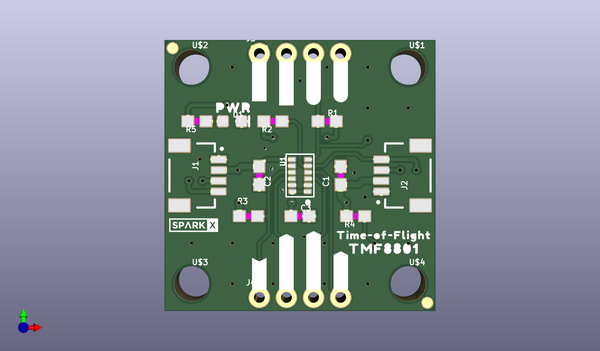 U$2
U$1
PWR
R5
R2
R1
J1
U1
C2
C1
J2
R3
C3
R4
SPARK X
Time-of-Flight
TMF8801
U$3
U$4